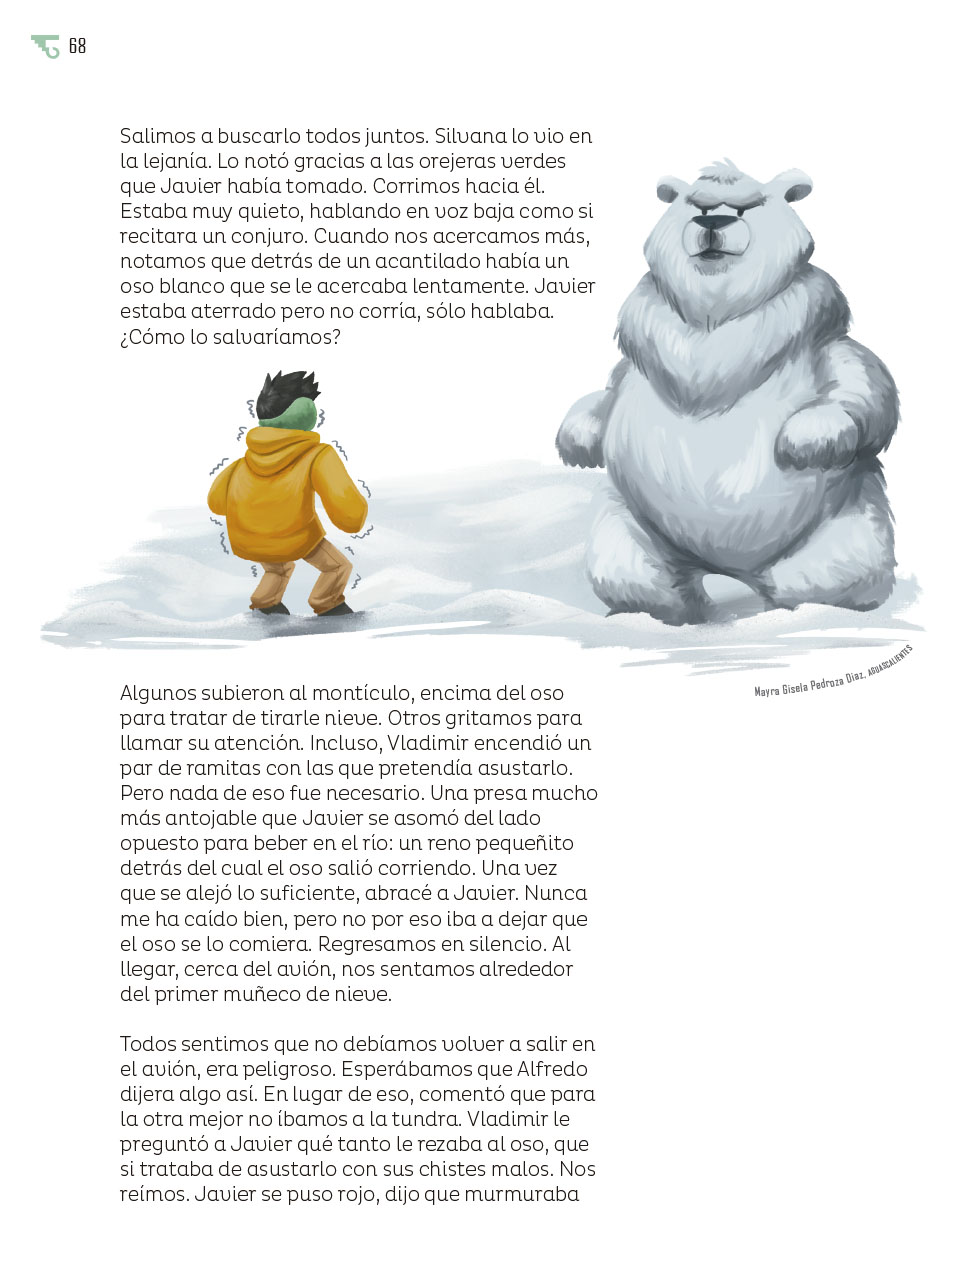 68
Salimos a buscarlo todos juntos. Silvana lo vio en
la lejanía. Lo notó gracias a las orejeras verdes
que Javier había tomado. Corrimos hacia él.
Estaba muy quieto, hablando en voz baja como si
recitara un conjuro. Cuando nos acercamos más,
notamos que detrás de un acantilado había un
oso blanco que se le acercaba lentamente. Javier
estaba aterrado pero no corría, sólo hablaba.
¿Cómo lo salvaríamos?
Mayra Gisela Pedroza Díaz, AGUASCALIENTES
Algunos subieron al montículo, encima del oso
para tratar de tirarle nieve. Otros gritamos para
llamar su atención. Incluso, Vladimir encendió un
par de ramitas con las que pretendía asustarlo.
Pero nada de eso fue necesario. Una presa mucho
más antojable que Javier se asomó del lado
opuesto para beber en el río: un reno pequeñito
detrás del cual el oso salió corriendo. Una vez
que se alejó lo suficiente, abracé a Javier. Nunca
me ha caído bien, pero no por eso iba a dejar que
el oso se lo comiera. Regresamos en silencio. Al
llegar, cerca del avión, nos sentamos alrededor
del primer muñeco de nieve.
Todos sentimos que no debíamos volver a salir en
el avión, era peligroso. Esperábamos que Alfredo
dijera algo así. En lugar de eso, comentó que para
la otra mejor no íbamos a la tundra. Vladimir le
preguntó a Javier qué tanto le rezaba al oso, que
si trataba de asustarlo con sus chistes malos. Nos
reímos. Javier se puso rojo, dijo que murmuraba